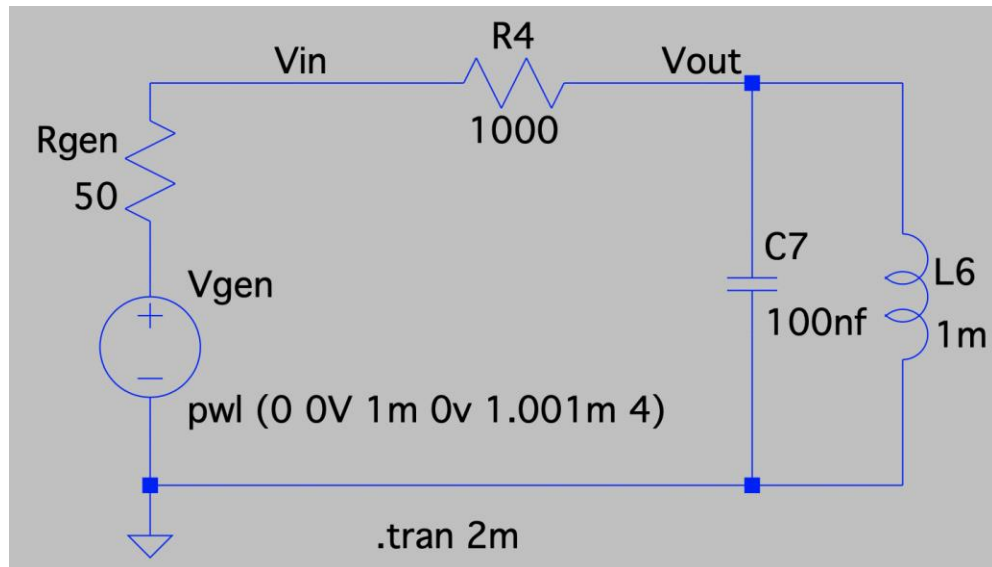 R4
Vin
Vout
1000
Rgen
50
Vgen
C7
L6
100nf
1m
pwl (0 0V 1m 0v 1.001m 4)
.tran 2m